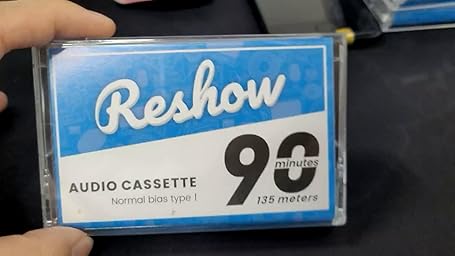 Reshow
AUDIO CASSETTE
Normal bias type I
90
minutes
135 meters